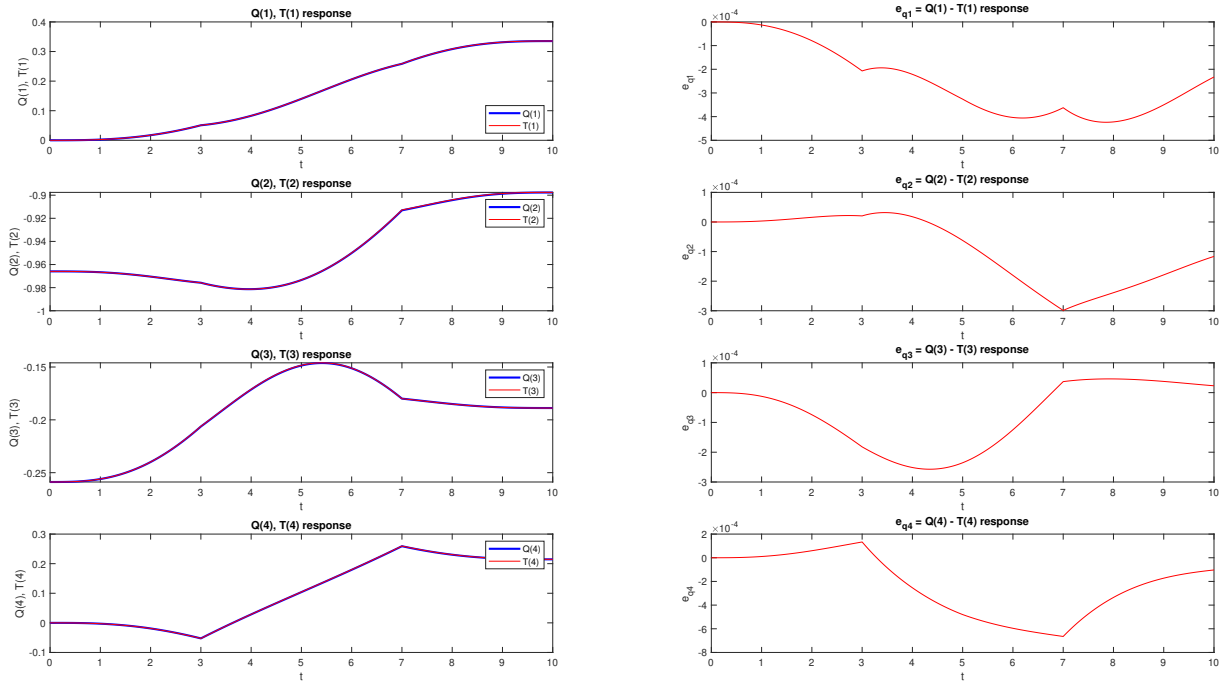 Q(1), T(1) response
Q(1), T(1)
0.4
0.3
0.2
0.1
0
Q(1)
T(1)
0 1 2 3 4 5 6 7 8 9 10
t
e_q1 = Q(1) - T(1) response
×10^-4
e_q1
0
-1
-2
-3
-4
-5
0 1 2 3 4 5 6 7 8 9 10
t
Q(2), T(2) response
Q(2), T(2)
-0.9
-0.92
-0.94
-0.96
-0.98
-1
Q(2)
T(2)
0 1 2 3 4 5 6 7 8 9 10
t
e_q2 = Q(2) - T(2) response
×10^-4
e_q2
1
0
-1
-2
-3
0 1 2 3 4 5 6 7 8 9 10
t
Q(3), T(3) response
Q(3), T(3)
-0.15
-0.2
-0.25
Q(3)
T(3)
0 1 2 3 4 5 6 7 8 9 10
t
e_q3 = Q(3) - T(3) response
×10^-4
e_q3
1
0
-1
-2
-3
0 1 2 3 4 5 6 7 8 9 10
t
Q(4), T(4) response
Q(4), T(4)
0.3
0.2
0.1
0
-0.1
Q(4)
T(4)
0 1 2 3 4 5 6 7 8 9 10
t
e_q4 = Q(4) - T(4) response
×10^-4
e_q4
2
0
-2
-4
-6
-8
0 1 2 3 4 5 6 7 8 9 10
t